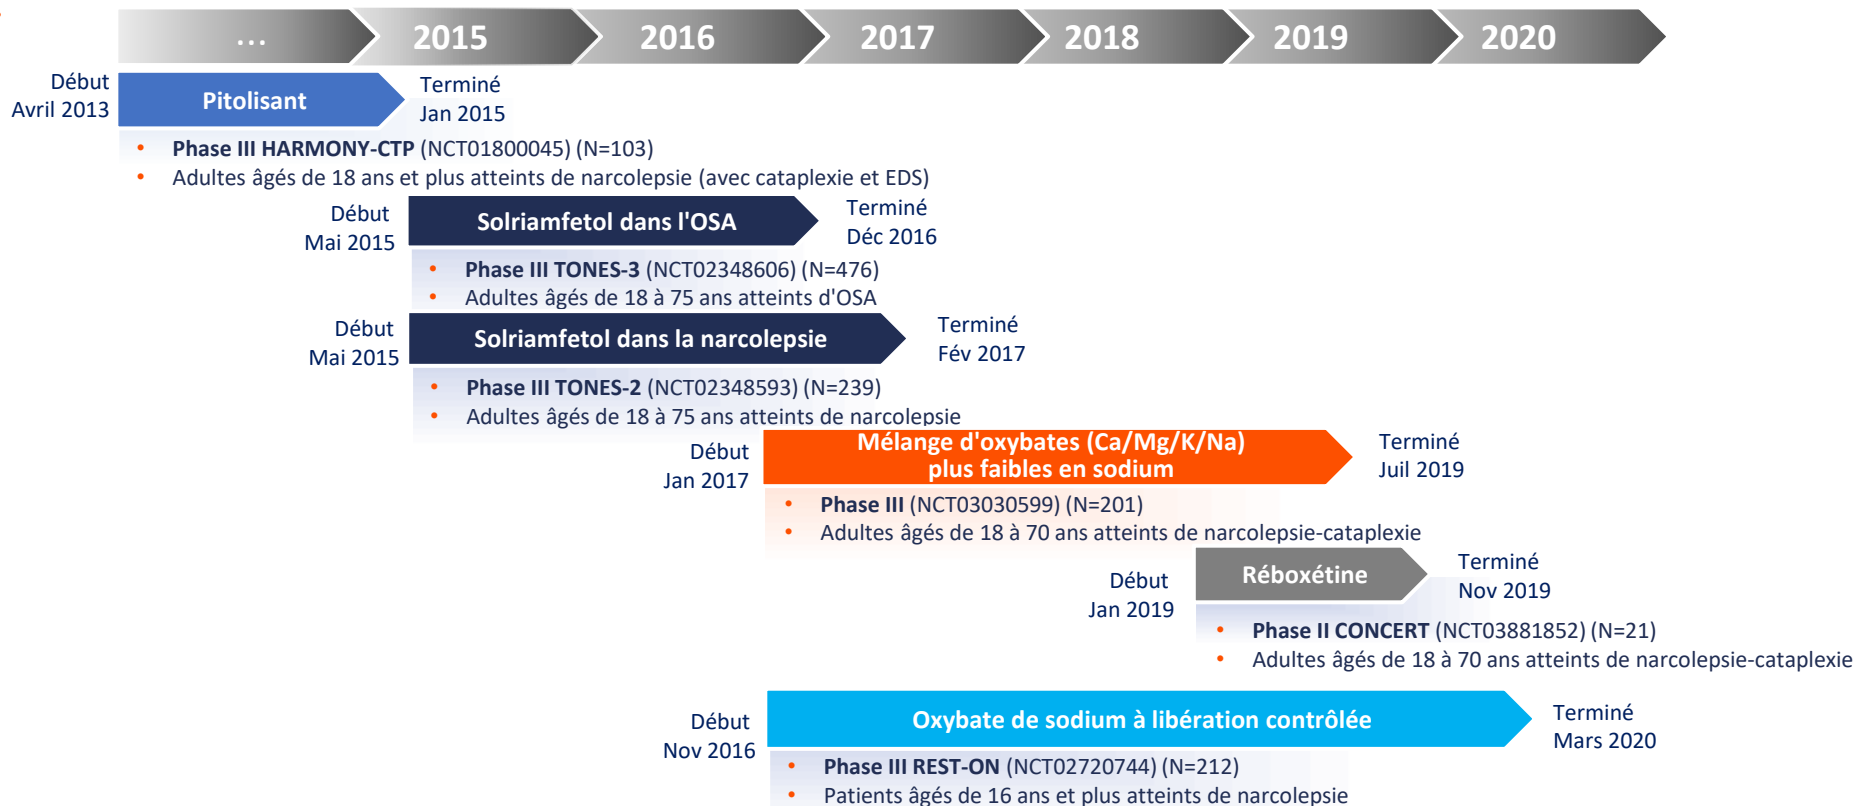 ... 2015 2016 2017 2018 2019 2020
Début
Avril 2013
Pitolisant
Terminé
Jan 2015
• Phase III HARMONY-CTP (NCT01800045) (N=103)
• Adultes âgés de 18 ans et plus atteints de narcolepsie (avec cataplexie et EDS)
Début
Mai 2015
Solriamfetol dans l'OSA
Terminé
Déc 2016
• Phase III TONES-3 (NCT02348606) (N=476)
• Adultes âgés de 18 à 75 ans atteints d'OSA
Début
Mai 2015
Solriamfetol dans la narcolepsie
Terminé
Fév 2017
• Phase III TONES-2 (NCT02348593) (N=239)
• Adultes âgés de 18 à 75 ans atteints de narcolepsie
Début
Jan 2017
Mélange d'oxybates (Ca/Mg/K/Na)
plus faibles en sodium
Terminé
Juil 2019
• Phase III (NCT03030599) (N=201)
• Adultes âgés de 18 à 70 ans atteints de narcolepsie-cataplexie
Début
Jan 2019
Réboxétine
Terminé
Nov 2019
• Phase II CONCERT (NCT03881852) (N=21)
• Adultes âgés de 18 à 70 ans atteints de narcolepsie-cataplexie
Début
Nov 2016
Oxybate de sodium à libération contrôlée
Terminé
Mars 2020
• Phase III REST-ON (NCT02720744) (N=212)
• Patients âgés de 16 ans et plus atteints de narcolepsie